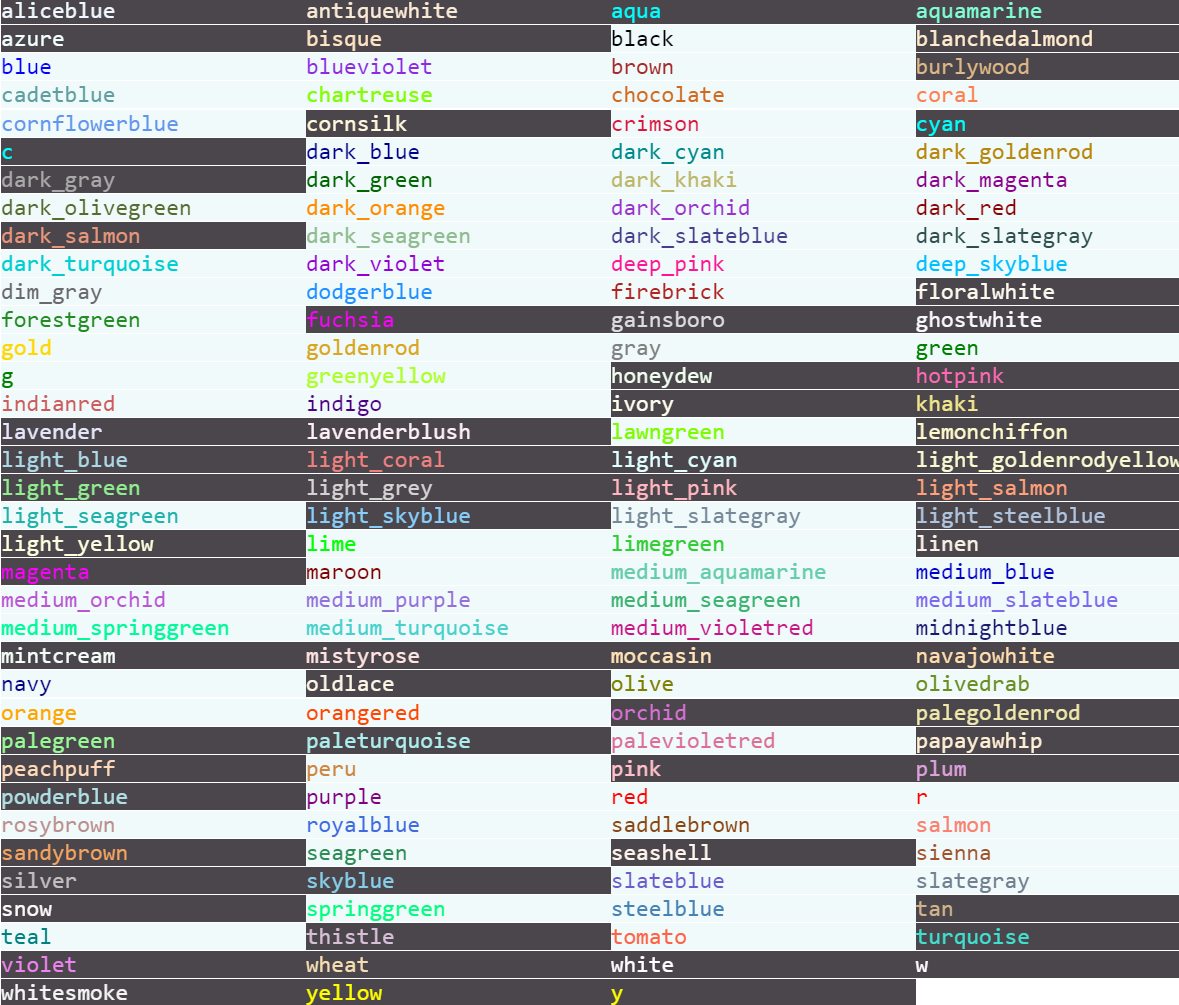 aliceblue antiquewhite aqua aquamarine
azure bisque black blanchedalmond
blue blueviolet brown burlywood
cadetblue chartreuse chocolate coral
cornflowerblue cornsilk crimson cyan
c dark_blue dark_cyan dark_goldenrod
dark_gray dark_green dark_khaki dark_magenta
dark_olivegreen dark_orange dark_orchid dark_red
dark_salmon dark_seagreen dark_slateblue dark_slategray
dark_turquoise dark_violet deep_pink deep_skyblue
dim_gray dodgerblue firebrick floralwhite
forestgreen fuchsia gainsboro ghostwhite
gold goldenrod gray green
g greenyellow honeydew hotpink
indianred indigo ivory khaki
lavender lavenderblush lawngreen lemonchiffon
light_blue light_coral light_cyan light_goldenrodyellow
light_green light_grey light_pink light_salmon
light_seagreen light_skyblue light_slategray light_steelblue
light_yellow lime limegreen linen
magenta maroon medium_aquamarine medium_blue
medium_orchid medium_purple medium_seagreen medium_slateblue
medium_springgreen medium_turquoise medium_violetred midnightblue
mintcream mistyrose moccasin navajowhite
navy oldlace olive olivedrab
orange orangered orchid palegoldenrod
palegreen paleturquoise palevioletred papayawhip
peachpuff peru pink plum
powderblue purple red r
rosybrown royalblue saddlebrown salmon
sandybrown seagreen seashell sienna
silver skyblue slateblue slategray
snow springgreen steelblue tan
teal thistle tomato turquoise
violet wheat white w
whitesmoke yellow y